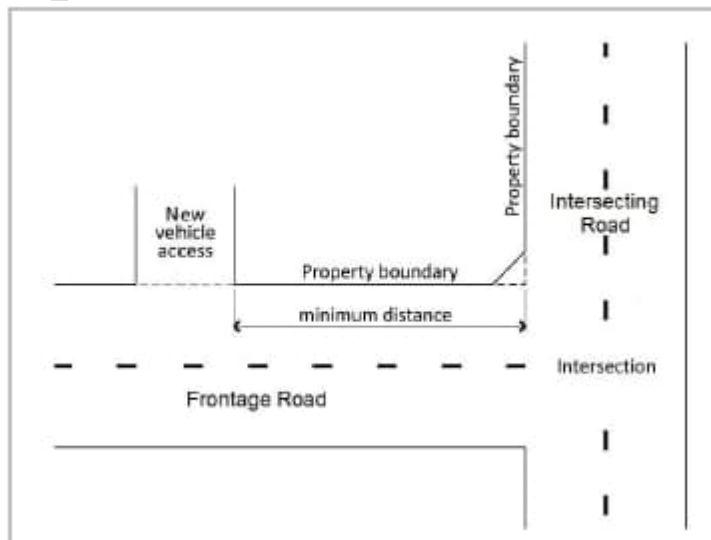 Property boundary
New
vehicle
access
Intersecting
Road
Property boundary
minimum distance
Intersection
Frontage Road